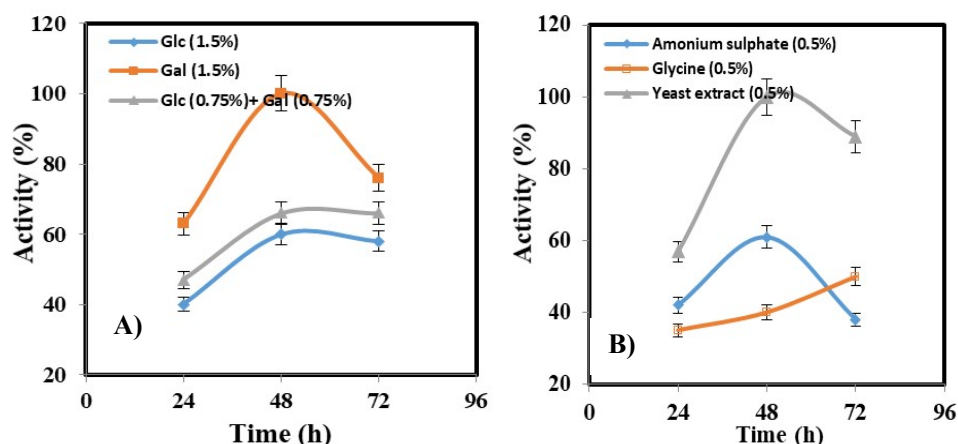 120
100
80
60
40
20
Activity (%)
Glc (1.5%)
Gal (1.5%)
Glc (0.75%)+ Gal (0.75%)
A)
0 24 48 72 96
Time (h)
120
100
80
60
40
20
Activity (%)
Amonium sulphate (0.5%)
Glycine (0.5%)
Yeast extract (0.5%)
B)
0 24 48 72 96
Time (h)